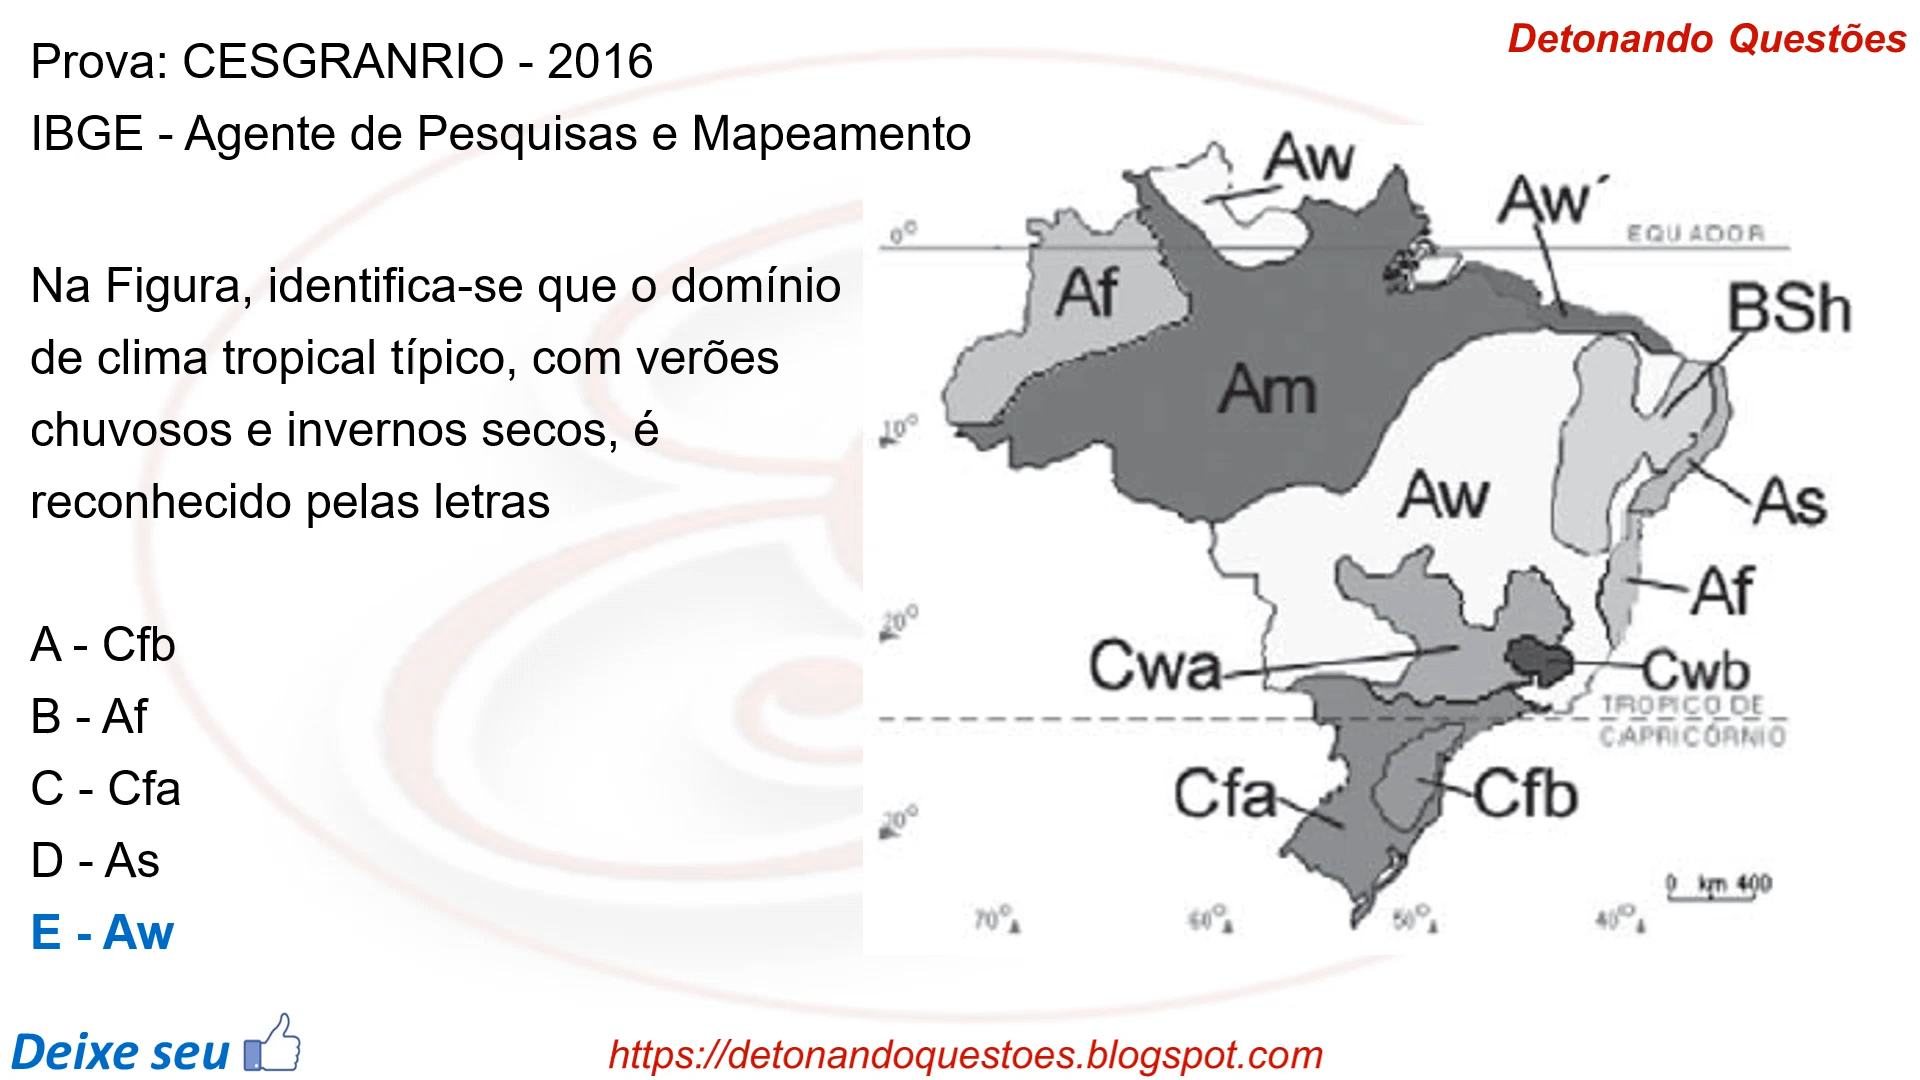 Prova: CESGRANRIO - 2016
Detonando Questões
IBGE - Agente de Pesquisas e Mapeamento
Na Figura, identifica-se que o domínio
de clima tropical típico, com verões
chuvosos e invernos secos, é
reconhecido pelas letras
A - Cfb
B - Af
C - Cfa
D - As
E - Aw
Aw
Aw´
0°
EQUADOR
Af
BSh
Am
10°
Aw
As
Af
20°
Cwa
Cwb
TROPICO DE
CAPRICÓRNIO
Cfa
Cfb
0 km 400
70°
60°
50°
40°
Deixe seu
https://detonandoquestoes.blogspot.com